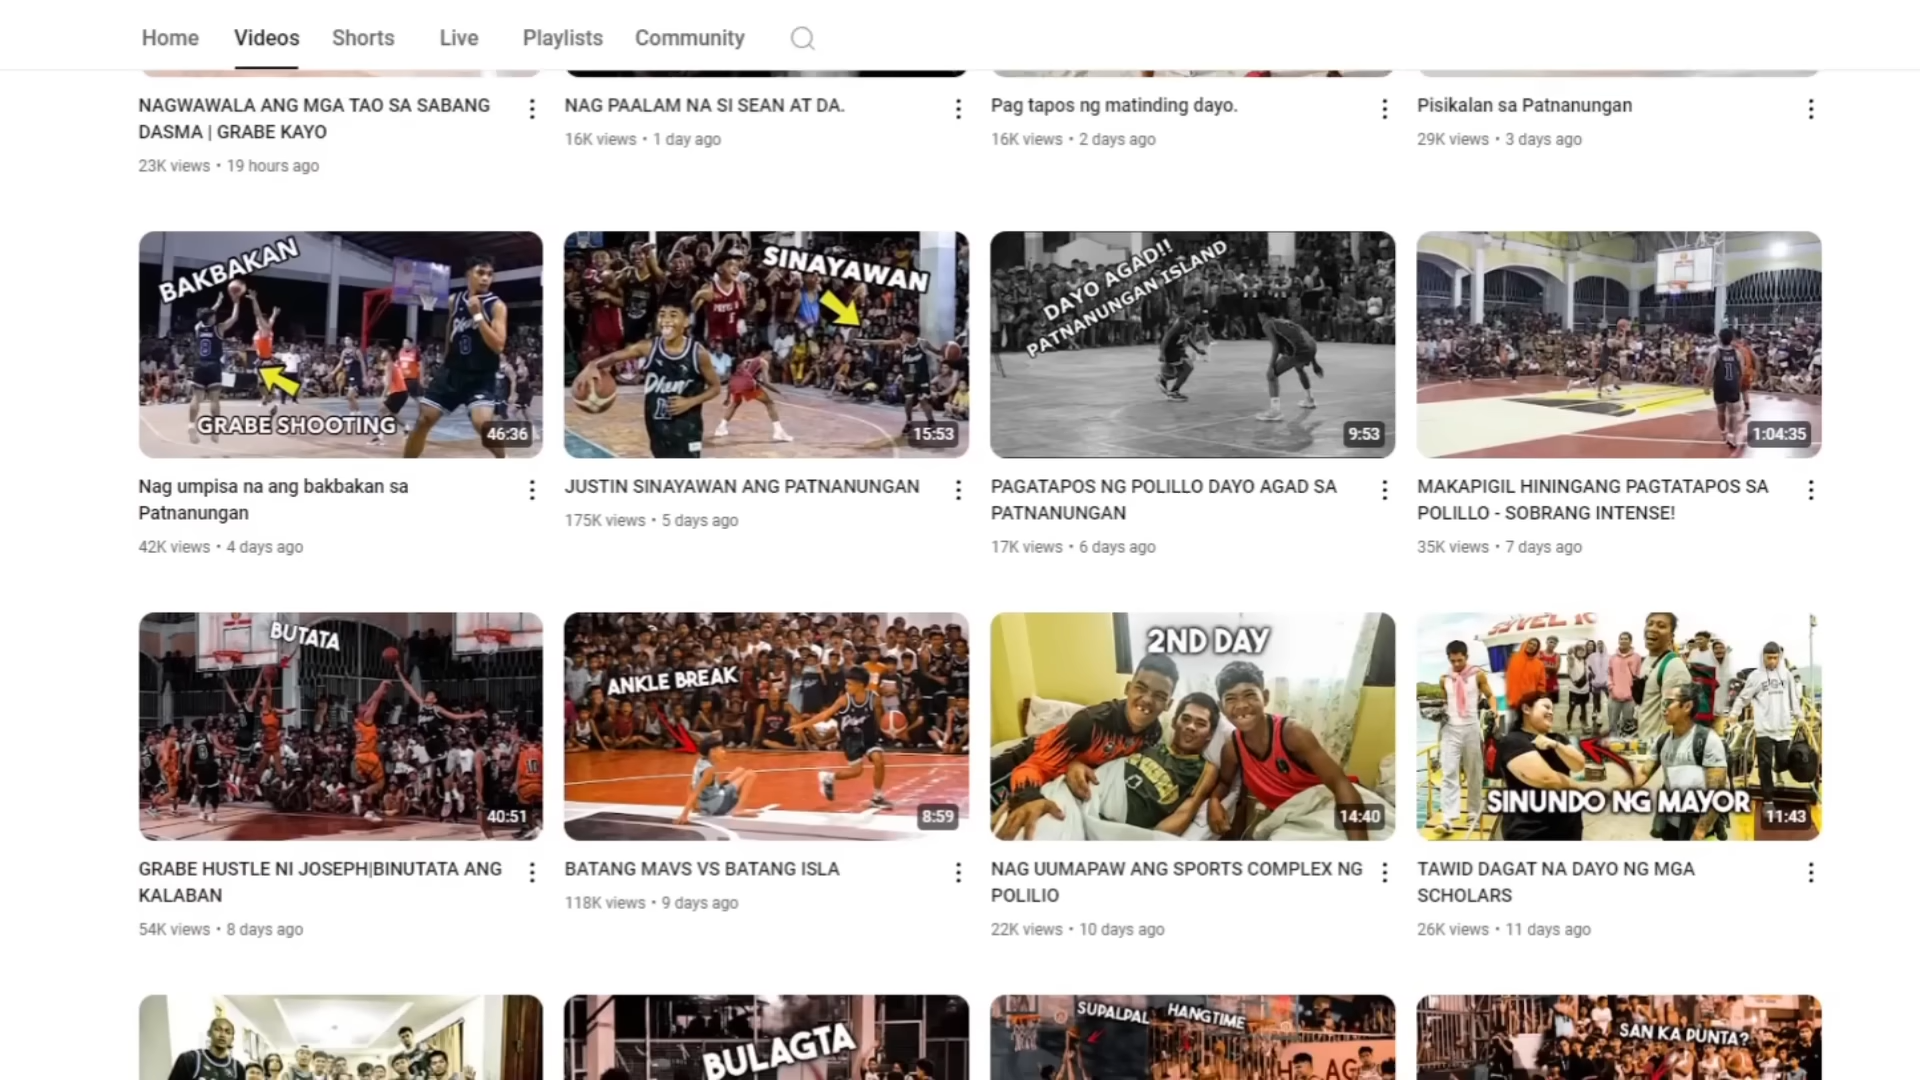 Home Videos Shorts Live Playlists Community
NAGWAWALA ANG MGA TAO SA SABANG
DASMA | GRABE KAYO
23K views • 19 hours ago
NAG PAALAM NA SI SEAN AT DA.
16K views • 1 day ago
Pag tapos ng matinding dayo.
16K views • 2 days ago
Pisikalan sa Patnanungan
29K views • 3 days ago
BAKBAKAN
GRABE SHOOTING
46:36
Nag umpisa na ang bakbakan sa
Patnanungan
42K views • 4 days ago
SINAYAWAN
15:53
JUSTIN SINAYAWAN ANG PATNANUNGAN
175K views • 5 days ago
DAYO AGAD!!
PATNANUNGAN ISLAND
9:53
PAGATAPOS NG POLILLO DAYO AGAD SA
PATNANUNGAN
17K views • 6 days ago
1:04:35
MAKAPIGIL HININGANG PAGTATAPOS SA
POLILLO - SOBRANG INTENSE!
35K views • 7 days ago
BUTATA
40:51
GRABE HUSTLE NI JOSEPH|BINUTATA ANG
KALABAN
54K views • 8 days ago
ANKLE BREAK
8:59
BATANG MAVS VS BATANG ISLA
118K views • 9 days ago
2ND DAY
14:40
NAG UUMAPAW ANG SPORTS COMPLEX NG
POLILIO
22K views • 10 days ago
SINUNDO NG MAYOR
11:43
TAWID DAGAT NA DAYO NG MGA
SCHOLARS
26K views • 11 days ago
BULAGTA
SUPALPAL HANGTIME
SAN KA PUNTA?